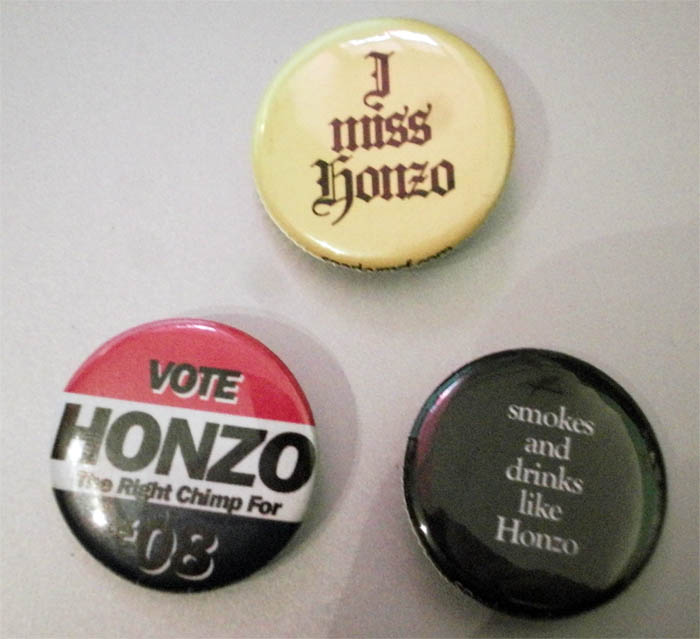 I
miss
Honzo
VOTE
HONZO
The Right Chimp For
'08
smokes
and
drinks
like
Honzo